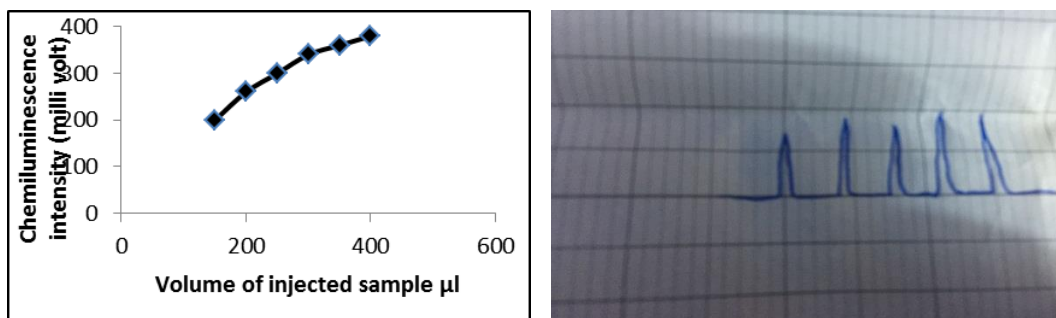 Chemiluminescence
intensity (milli volt)
400
300
200
100
0
0 200 400 600
Volume of injected sample µl